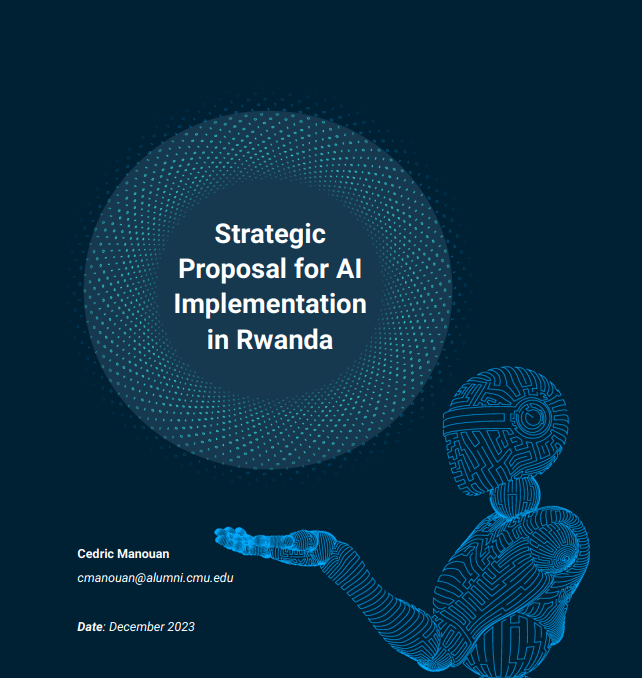 Strategic
Proposal for AI
Implementation
in Rwanda
Cedric Manouan
cmanouan@alumni.cmu.edu
Date: December 2023